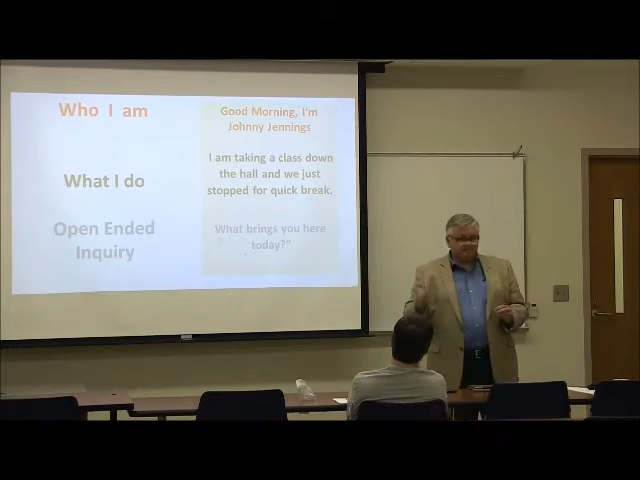 Who I am
Good Morning, I'm
Johnny Jennings
What I do
I am taking a class down
the hall and we just
stopped for quick break.
Open Ended
Inquiry
What brings you here
today?"